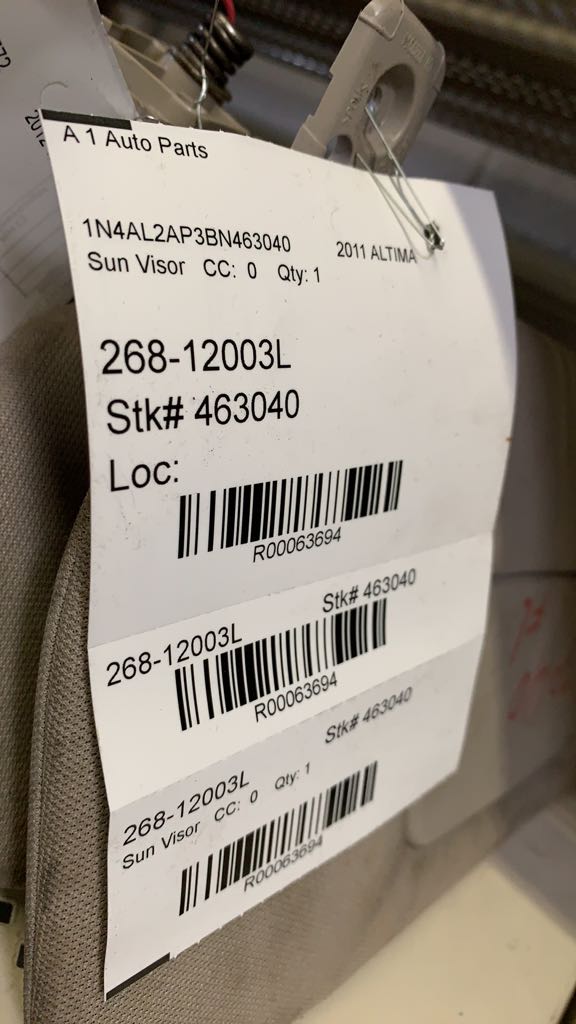 A 1 Auto Parts
1N4AL2AP3BN463040 2011 ALTIMA
Sun Visor CC: 0 Qty: 1
268-12003L
Stk# 463040
Loc:
R00063694
268-12003L Stk# 463040
R00063694
268-12003L Stk# 463040
Sun Visor CC: 0 Qty: 1
R00063694